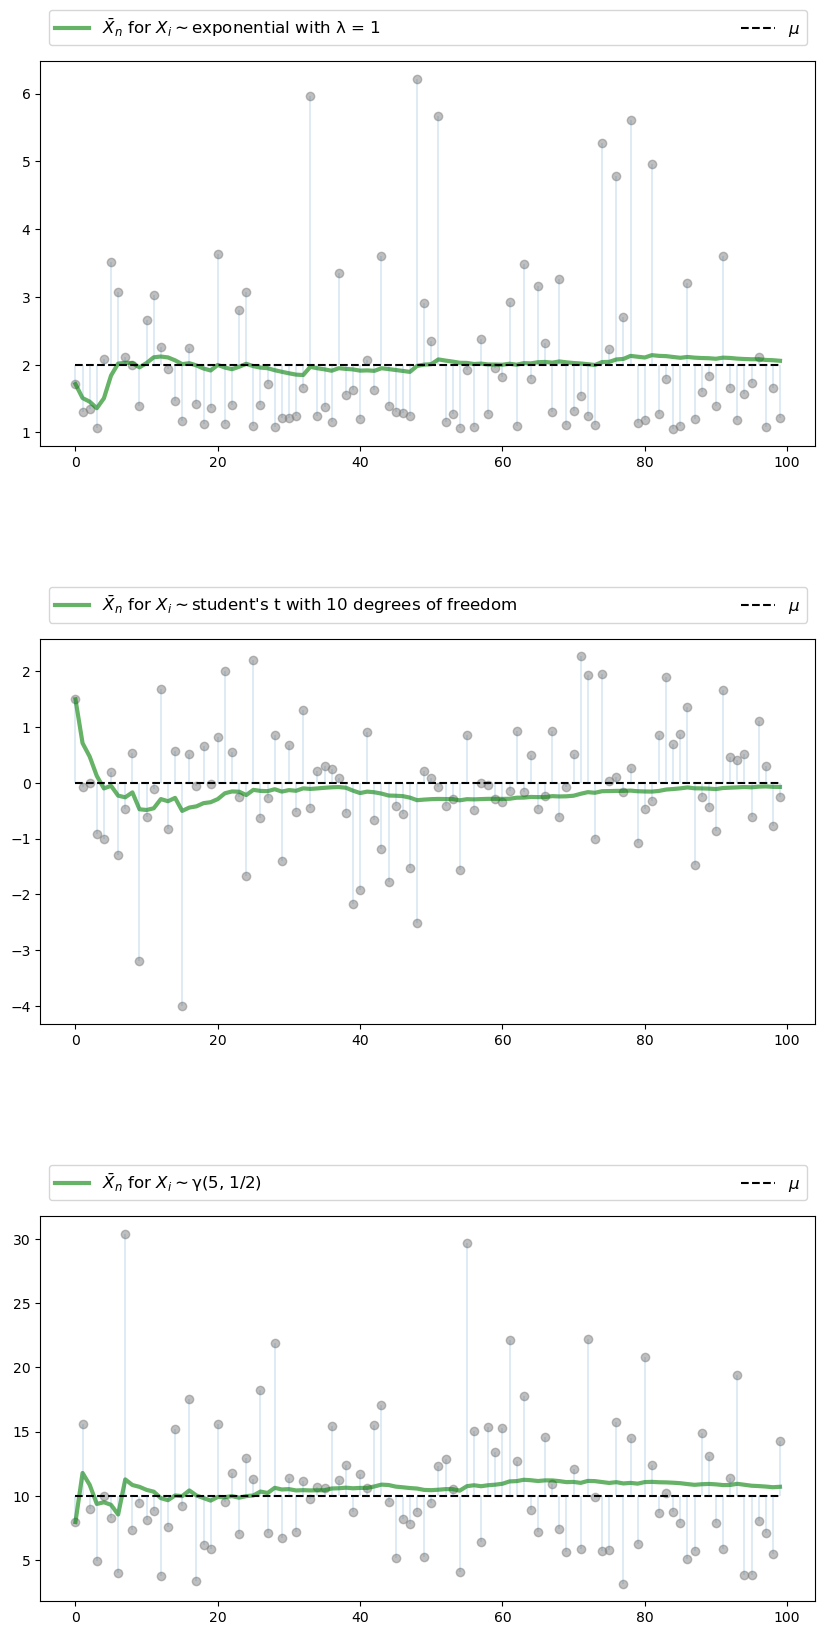 X̄ₙ for Xᵢ ∼ exponential with λ = 1
μ
6
5
4
3
2
1
0 20 40 60 80 100
X̄ₙ for Xᵢ ∼ student's t with 10 degrees of freedom
μ
2
1
0
−1
−2
−3
−4
0 20 40 60 80 100
X̄ₙ for Xᵢ ∼ γ(5, 1/2)
μ
30
25
20
15
10
5
0 20 40 60 80 100